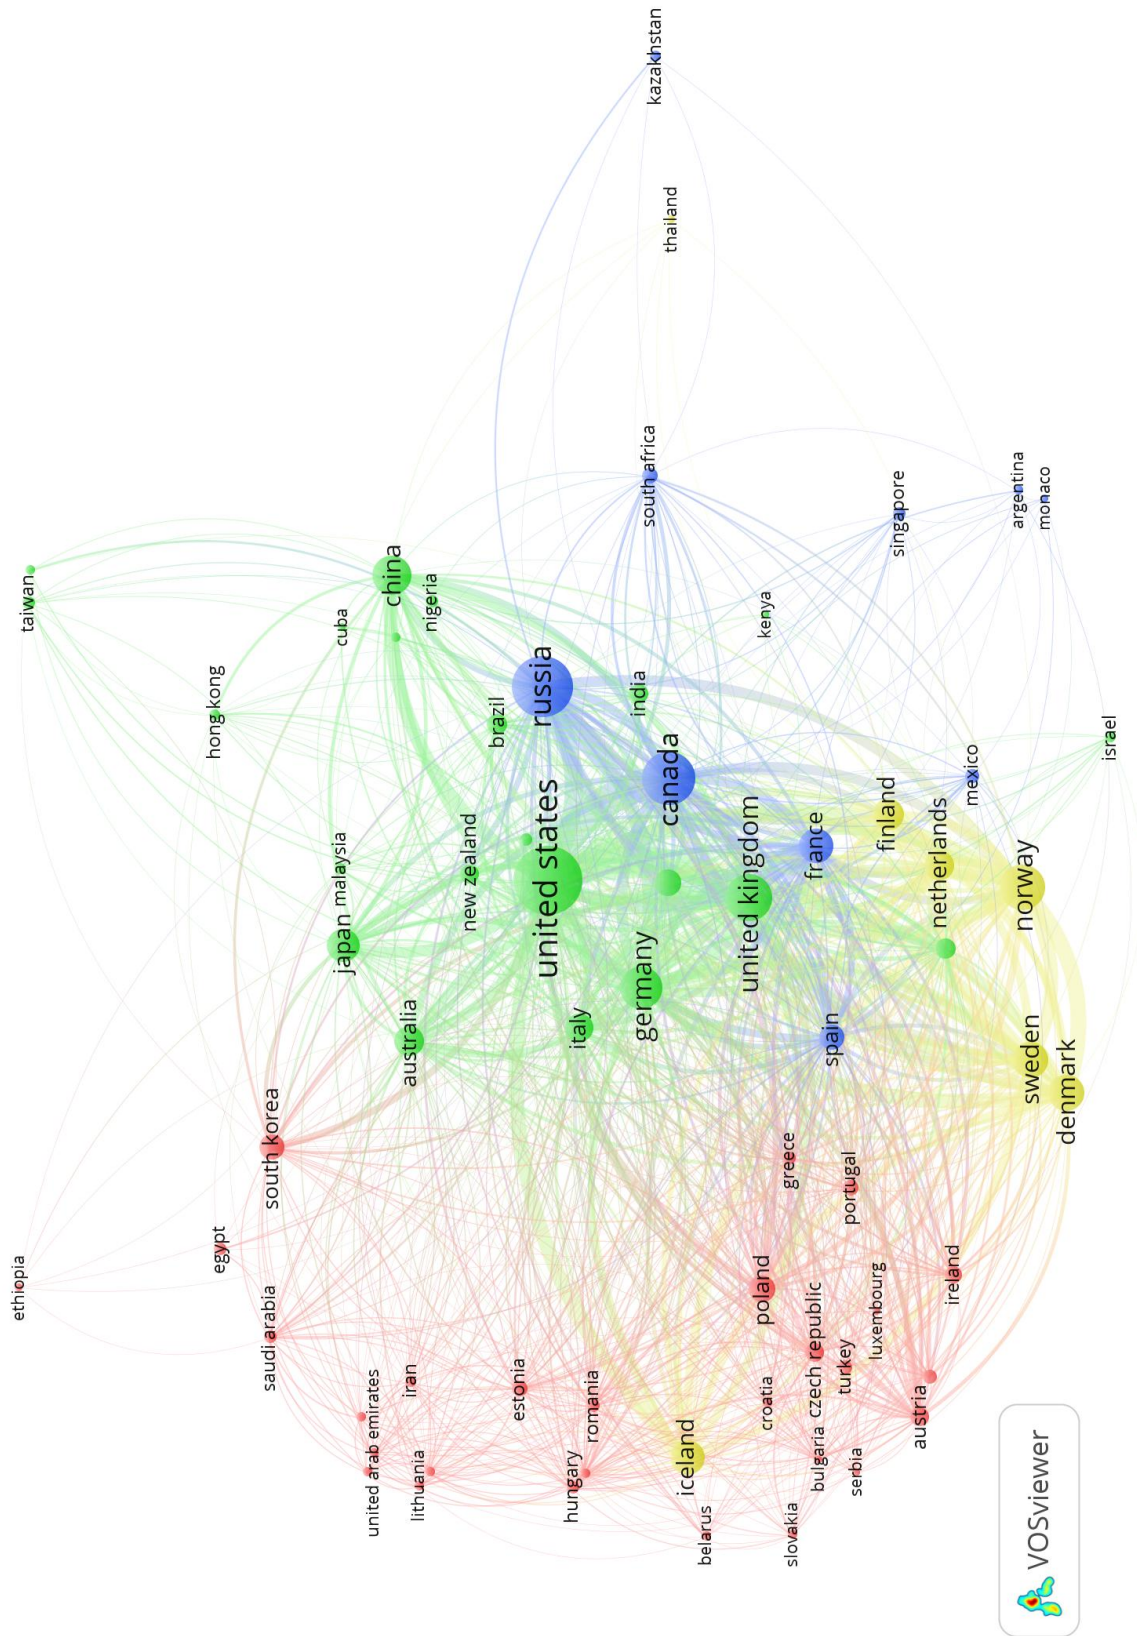 kazakhstan
thailand
south africa
argentina
monaco
singapore
taiwan
china
nigeria
cuba
kenya
hong kong
russia
india
brazil
israel
mexico
canada
united states
finland
netherlands
france
united kingdom
norway
malaysia
japan
new zealand
germany
italy
australia
spain
sweden
denmark
south korea
greece
portugal
egypt
ethiopia
poland
ireland
luxembourg
saudi arabia
czech republic
turkey
iran
estonia
romania
croatia
austria
united arab emirates
lithuania
hungary
iceland
bulgaria
serbia
belarus
slovakia
VOSviewer